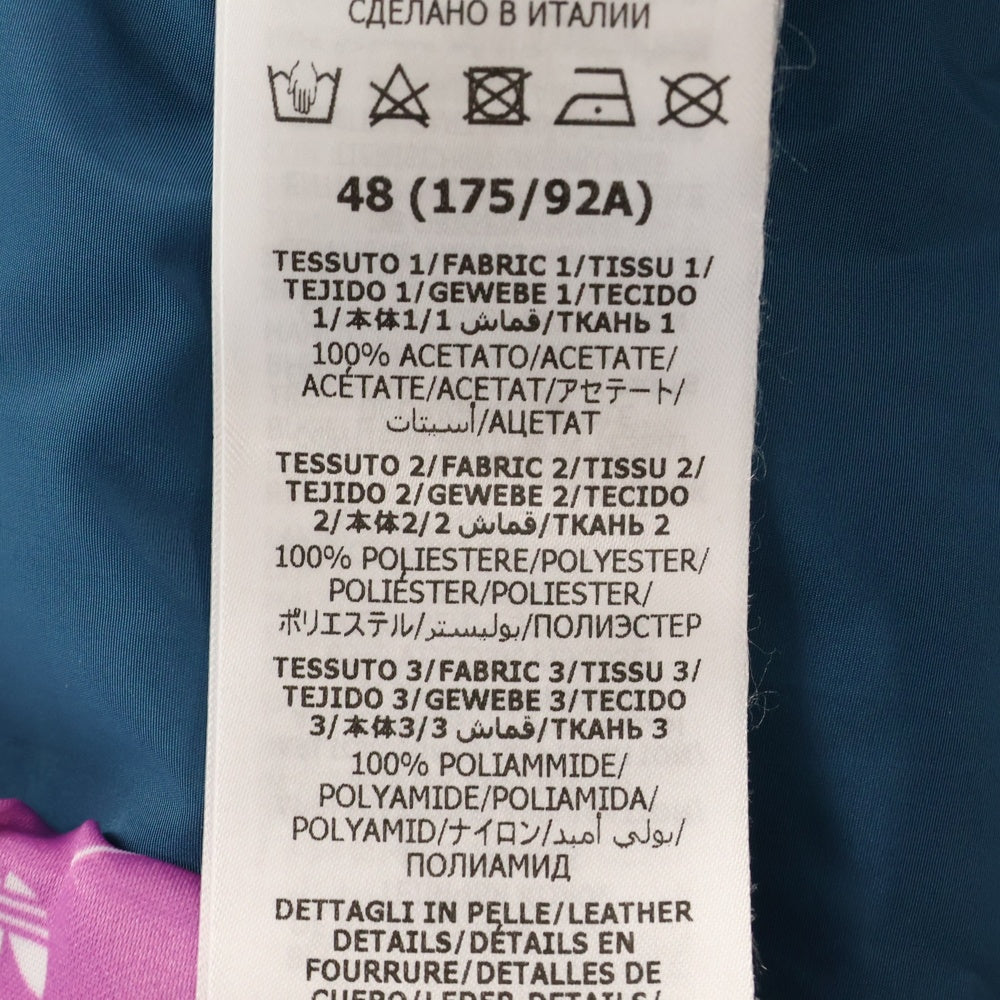 СДЕЛАНО В ИТАЛИИ
48 (175/92A)
TESSUTO 1/FABRIC 1/TISSU 1/
TEJIDO 1/GEWEBE 1/TECIDO
1/本体1/1 قماش/ТКАНЬ 1
100% ACETATO/ACETATE/
ACÉTATE/ACETAT/アセテート/
أسيتات/АЦЕТАТ
TESSUTO 2/FABRIC 2/TISSU 2/
TEJIDO 2/GEWEBE 2/TECIDO
2/本体2/2 قماش/ТКАНЬ 2
100% POLIESTERE/POLYESTER/
POLIÉSTER/POLIESTER/
ポリエステル/بوليستر/ПОЛИЭСТЕР
TESSUTO 3/FABRIC 3/TISSU 3/
TEJIDO 3/GEWEBE 3/TECIDO
3/本体3/3 قماش/ТКАНЬ 3
100% POLIAMMIDE/
POLYAMIDE/POLIAMIDA/
POLYAMID/ナイロン/بولي أميد/
ПОЛИАМИД
DETTAGLI IN PELLE/LEATHER
DETAILS/DÉTAILS EN
FOURRURE/DETALLES DE
CUERO/LEDER-DETAILS/